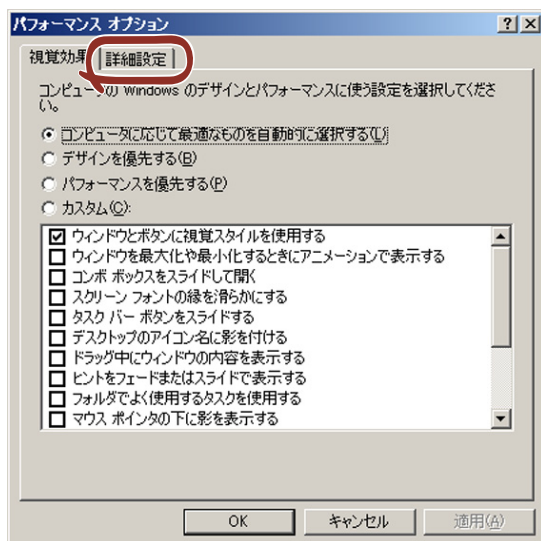 パフォーマンス オプション
視覚効果
詳細設定
コンピュータの Windows のデザインとパフォーマンスに使う設定を選択してくださ
い。
コンピュータに応じて最適なものを自動的に選択する(L)
デザインを優先する(B)
パフォーマンスを優先する(P)
カスタム(C):
ウィンドウとボタンに視覚スタイルを使用する
ウィンドウを最大化や最小化するときにアニメーションで表示する
コンボ ボックスをスライドして開く
スクリーン フォントの縁を滑らかにする
タスク バー ボタンをスライドする
デスクトップのアイコン名に影を付ける
ドラッグ中にウィンドウの内容を表示する
ヒントをフェードまたはスライドで表示する
フォルダでよく使用するタスクを使用する
マウス ポインタの下に影を表示する
OK
キャンセル
適用(A)